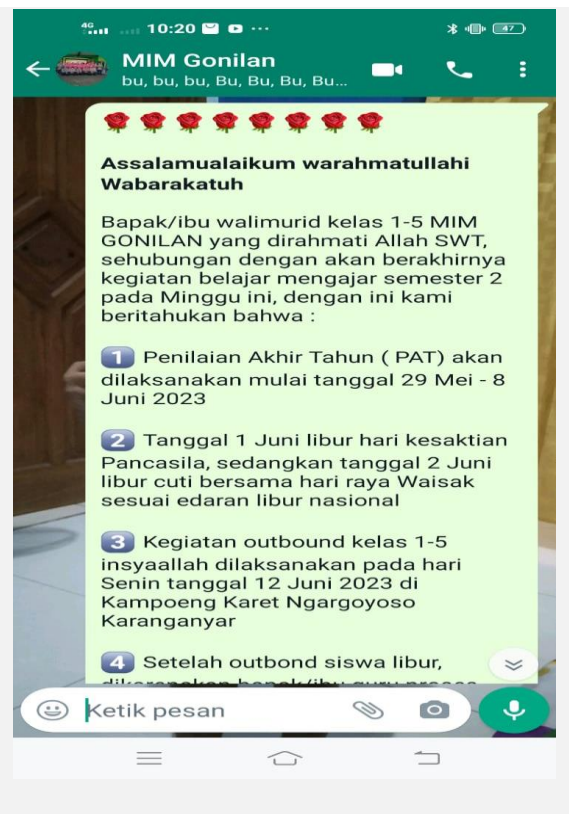 4G 10:20 ... 47
MIM Gonilan
bu, bu, bu, Bu, Bu, Bu, Bu...
Assalamualaikum warahmatullahi
Wabarakatuh
Bapak/ibu walimurid kelas 1-5 MIM
GONILAN yang dirahmati Allah SWT,
sehubungan dengan akan berakhirnya
kegiatan belajar mengajar semester 2
pada Minggu ini, dengan ini kami
beritahukan bahwa :
1 Penilaian Akhir Tahun ( PAT) akan
dilaksanakan mulai tanggal 29 Mei - 8
Juni 2023
2 Tanggal 1 Juni libur hari kesaktian
Pancasila, sedangkan tanggal 2 Juni
libur cuti bersama hari raya Waisak
sesuai edaran libur nasional
3 Kegiatan outbound kelas 1-5
insyaallah dilaksanakan pada hari
Senin tanggal 12 Juni 2023 di
Kampoeng Karet Ngargoyoso
Karanganyar
4 Setelah outbond siswa libur,
Ketik pesan